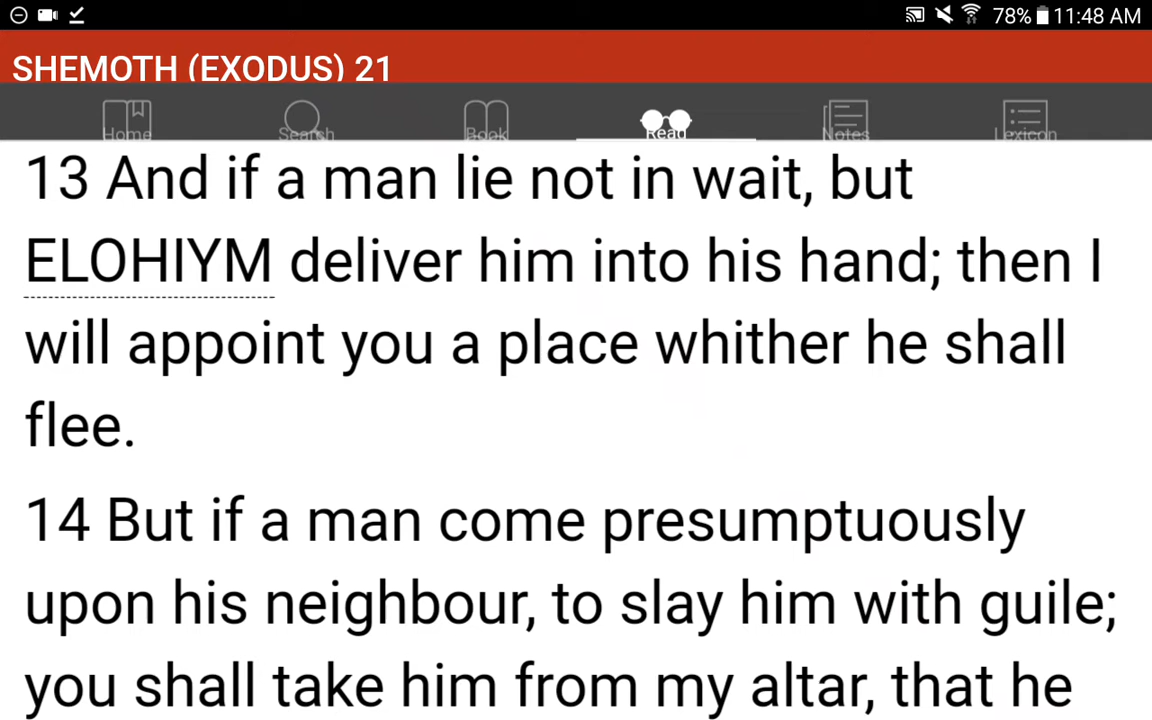 78% 11:48 AM
SHEMOTH (EXODUS) 21
Home Search Book Read Notes Lexicon
13 And if a man lie not in wait, but
ELOHIYM deliver him into his hand; then I
will appoint you a place whither he shall
flee.
14 But if a man come presumptuously
upon his neighbour, to slay him with guile;
you shall take him from my altar, that he